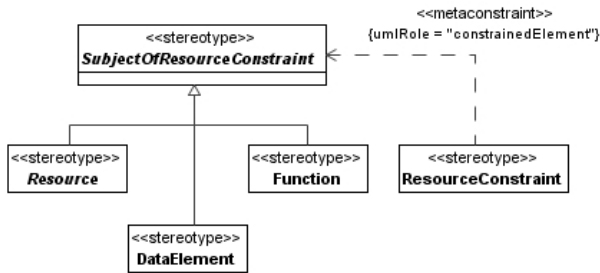 <<metaconstraint>>
{umlRole = "constrainedElement"}
<<stereotype>>
SubjectOfResourceConstraint
<<stereotype>>
Resource
<<stereotype>>
Function
<<stereotype>>
ResourceConstraint
<<stereotype>>
DataElement